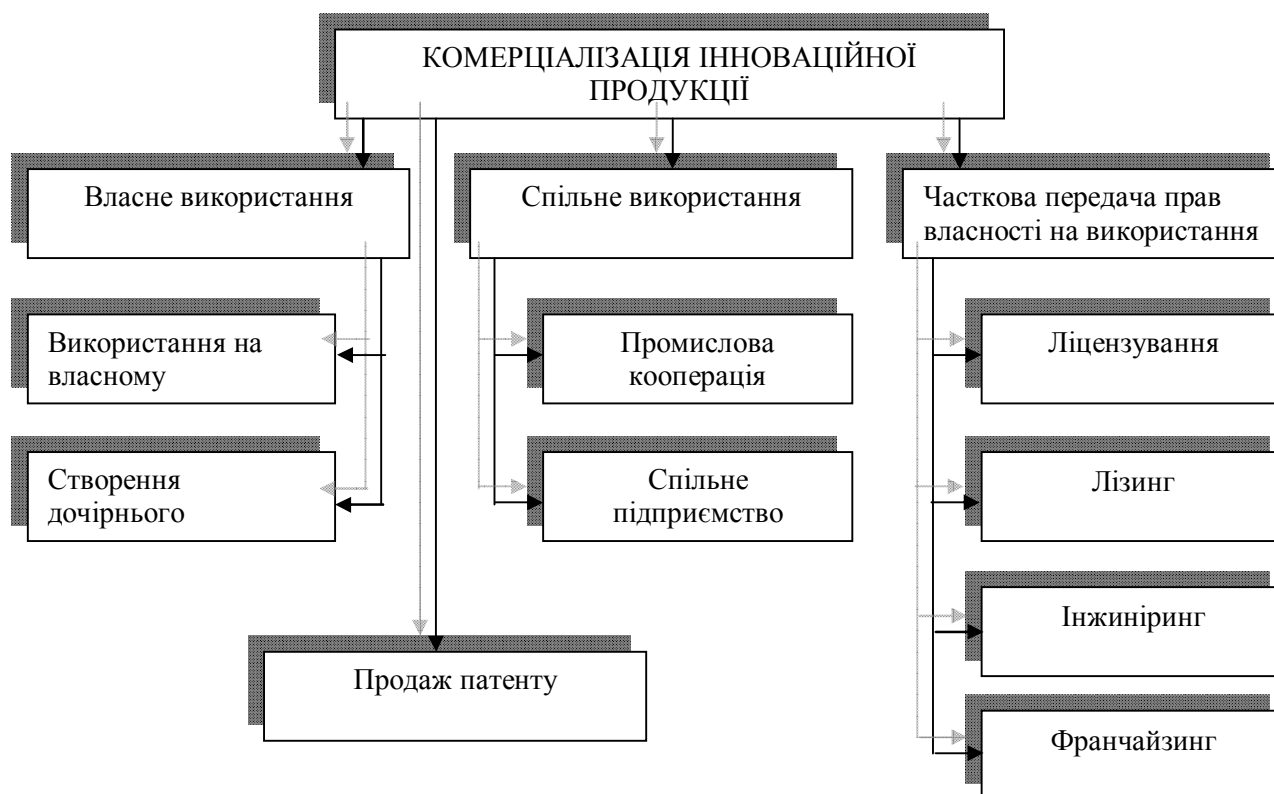 КОМЕРЦІАЛІЗАЦІЯ ІННОВАЦІЙНОЇ
ПРОДУКЦІЇ
Власне використання
Спільне використання
Часткова передача прав
власності на використання
Використання на
власному
Створення
дочірнього
Промислова
кооперація
Спільне
підприємство
Ліцензування
Лізинг
Інжиніринг
Франчайзинг
Продаж патенту